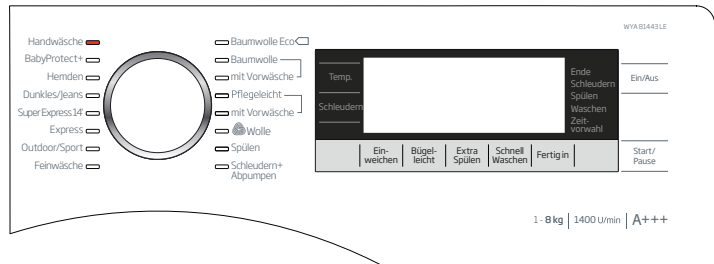 WYA 81443 LE
Handwäsche
BabyProtect+
Hemden
Dunkles/Jeans
Super Express 14'
Express
Outdoor/Sport
Feinwäsche
Baumwolle Eco
Baumwolle
mit Vorwäsche
Pflegeleicht
mit Vorwäsche
Wolle
Spülen
Schleudern+
Abpumpen
Temp.
Schleudern
Ende
Schleudern
Spülen
Waschen
Zeit-
vorwahl
Ein/Aus
Ein-
weichen
Bügel-
leicht
Extra
Spülen
Schnell
Waschen
Fertig in
Start/
Pause
1 - 8 kg 1400 U/min A+++